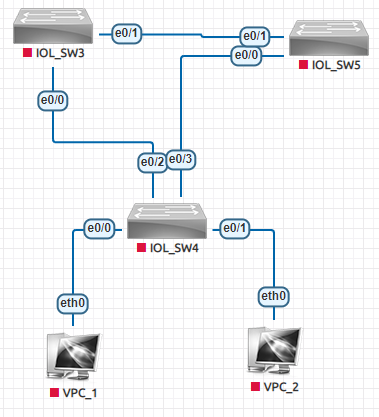 e0/1
e0/1
IOL_SW3
e0/0
IOL_SW5
e0/0
e0/2
e0/3
e0/0
e0/1
IOL_SW4
eth0
eth0
VPC_1
VPC_2